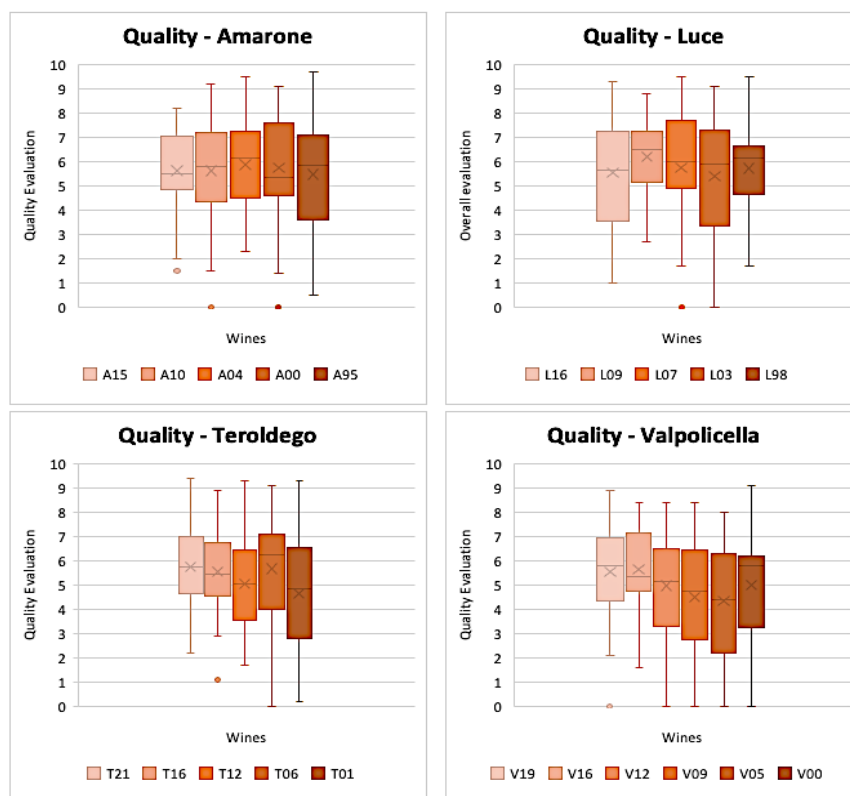 Quality - Amarone
Quality Evaluation
10
9
8
7
6
5
4
3
2
1
0
Wines
A15 A10 A04 A00 A95
Quality - Luce
Overall evaluation
10
9
8
7
6
5
4
3
2
1
0
Wines
L16 L09 L07 L03 L98
Quality - Teroldego
Quality Evaluation
10
9
8
7
6
5
4
3
2
1
0
Wines
T21 T16 T12 T06 T01
Quality - Valpolicella
Quality Evaluation
10
9
8
7
6
5
4
3
2
1
0
Wines
V19 V16 V12 V09 V05 V00